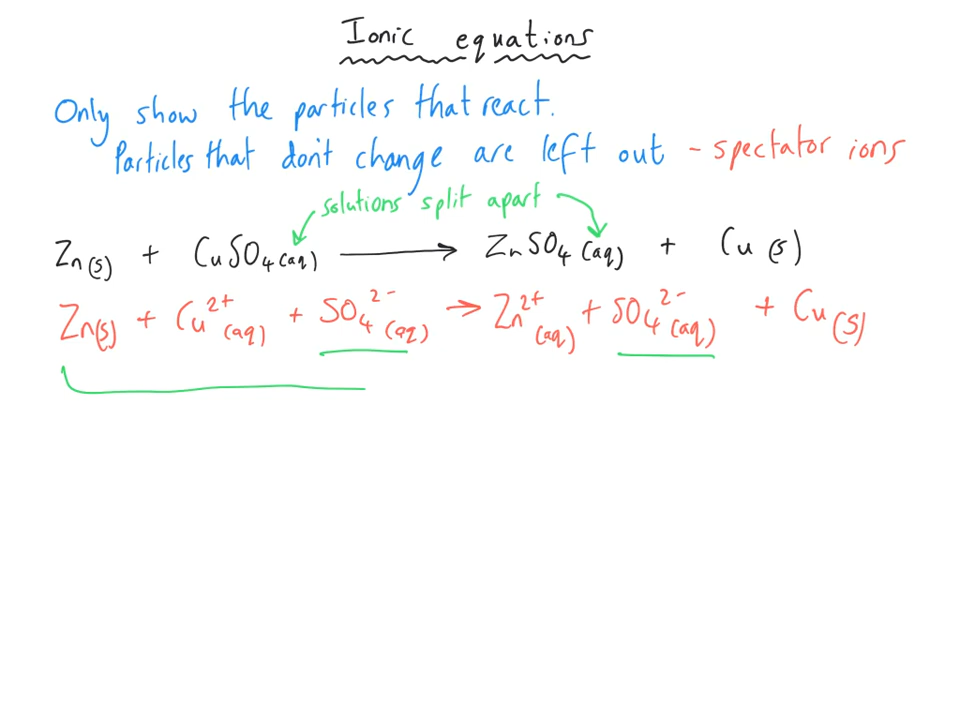 Ionic equations
Only show the particles that react.
Particles that don't change are left out - spectator ions
solutions split apart
Zn(s) + CuSO4(aq) ⟶ ZnSO4(aq) + Cu(s)
Zn(s) + Cu²⁺(aq) + SO4²⁻(aq) → Zn²⁺(aq) + SO4²⁻(aq) + Cu(s)